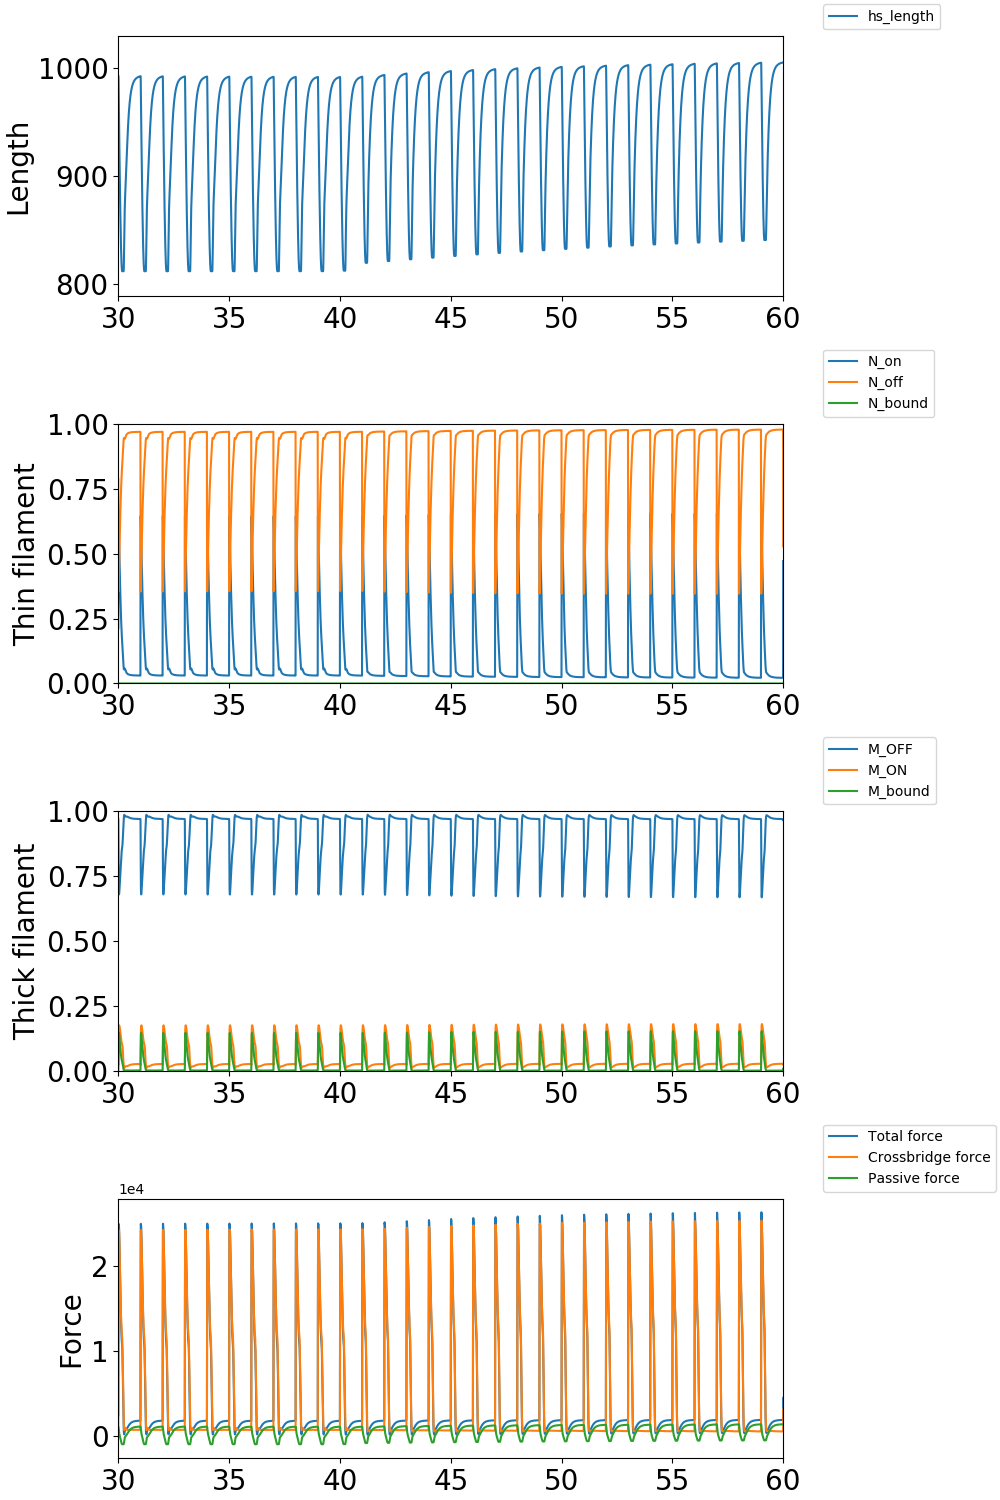 hs_length
1000
900
800
Length
30 35 40 45 50 55 60
N_on
N_off
N_bound
1.00
0.75
0.50
0.25
0.00
Thin filament
30 35 40 45 50 55 60
M_OFF
M_ON
M_bound
1.00
0.75
0.50
0.25
0.00
Thick filament
30 35 40 45 50 55 60
Total force
Crossbridge force
Passive force
1e4
2
1
0
Force
30 35 40 45 50 55 60